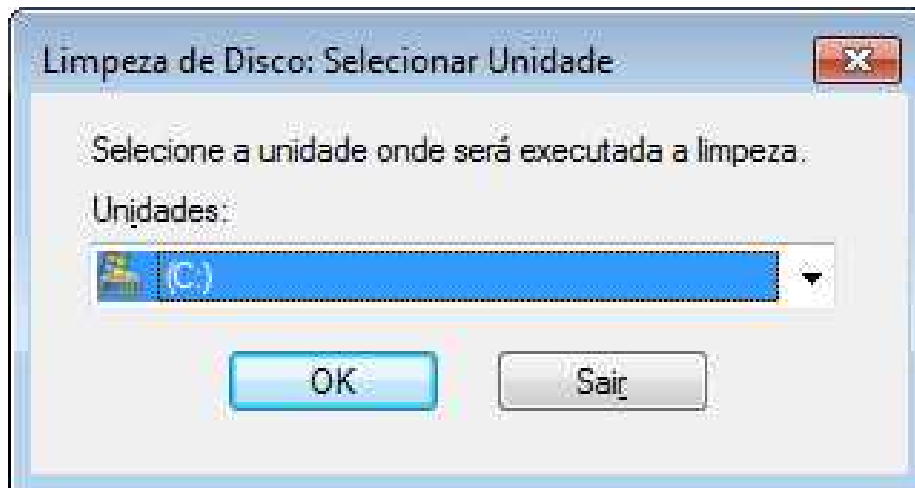 Limpeza de Disco: Selecionar Unidade
Selecione a unidade onde será executada a limpeza.
Unidades:
(C:)
OK
Sair